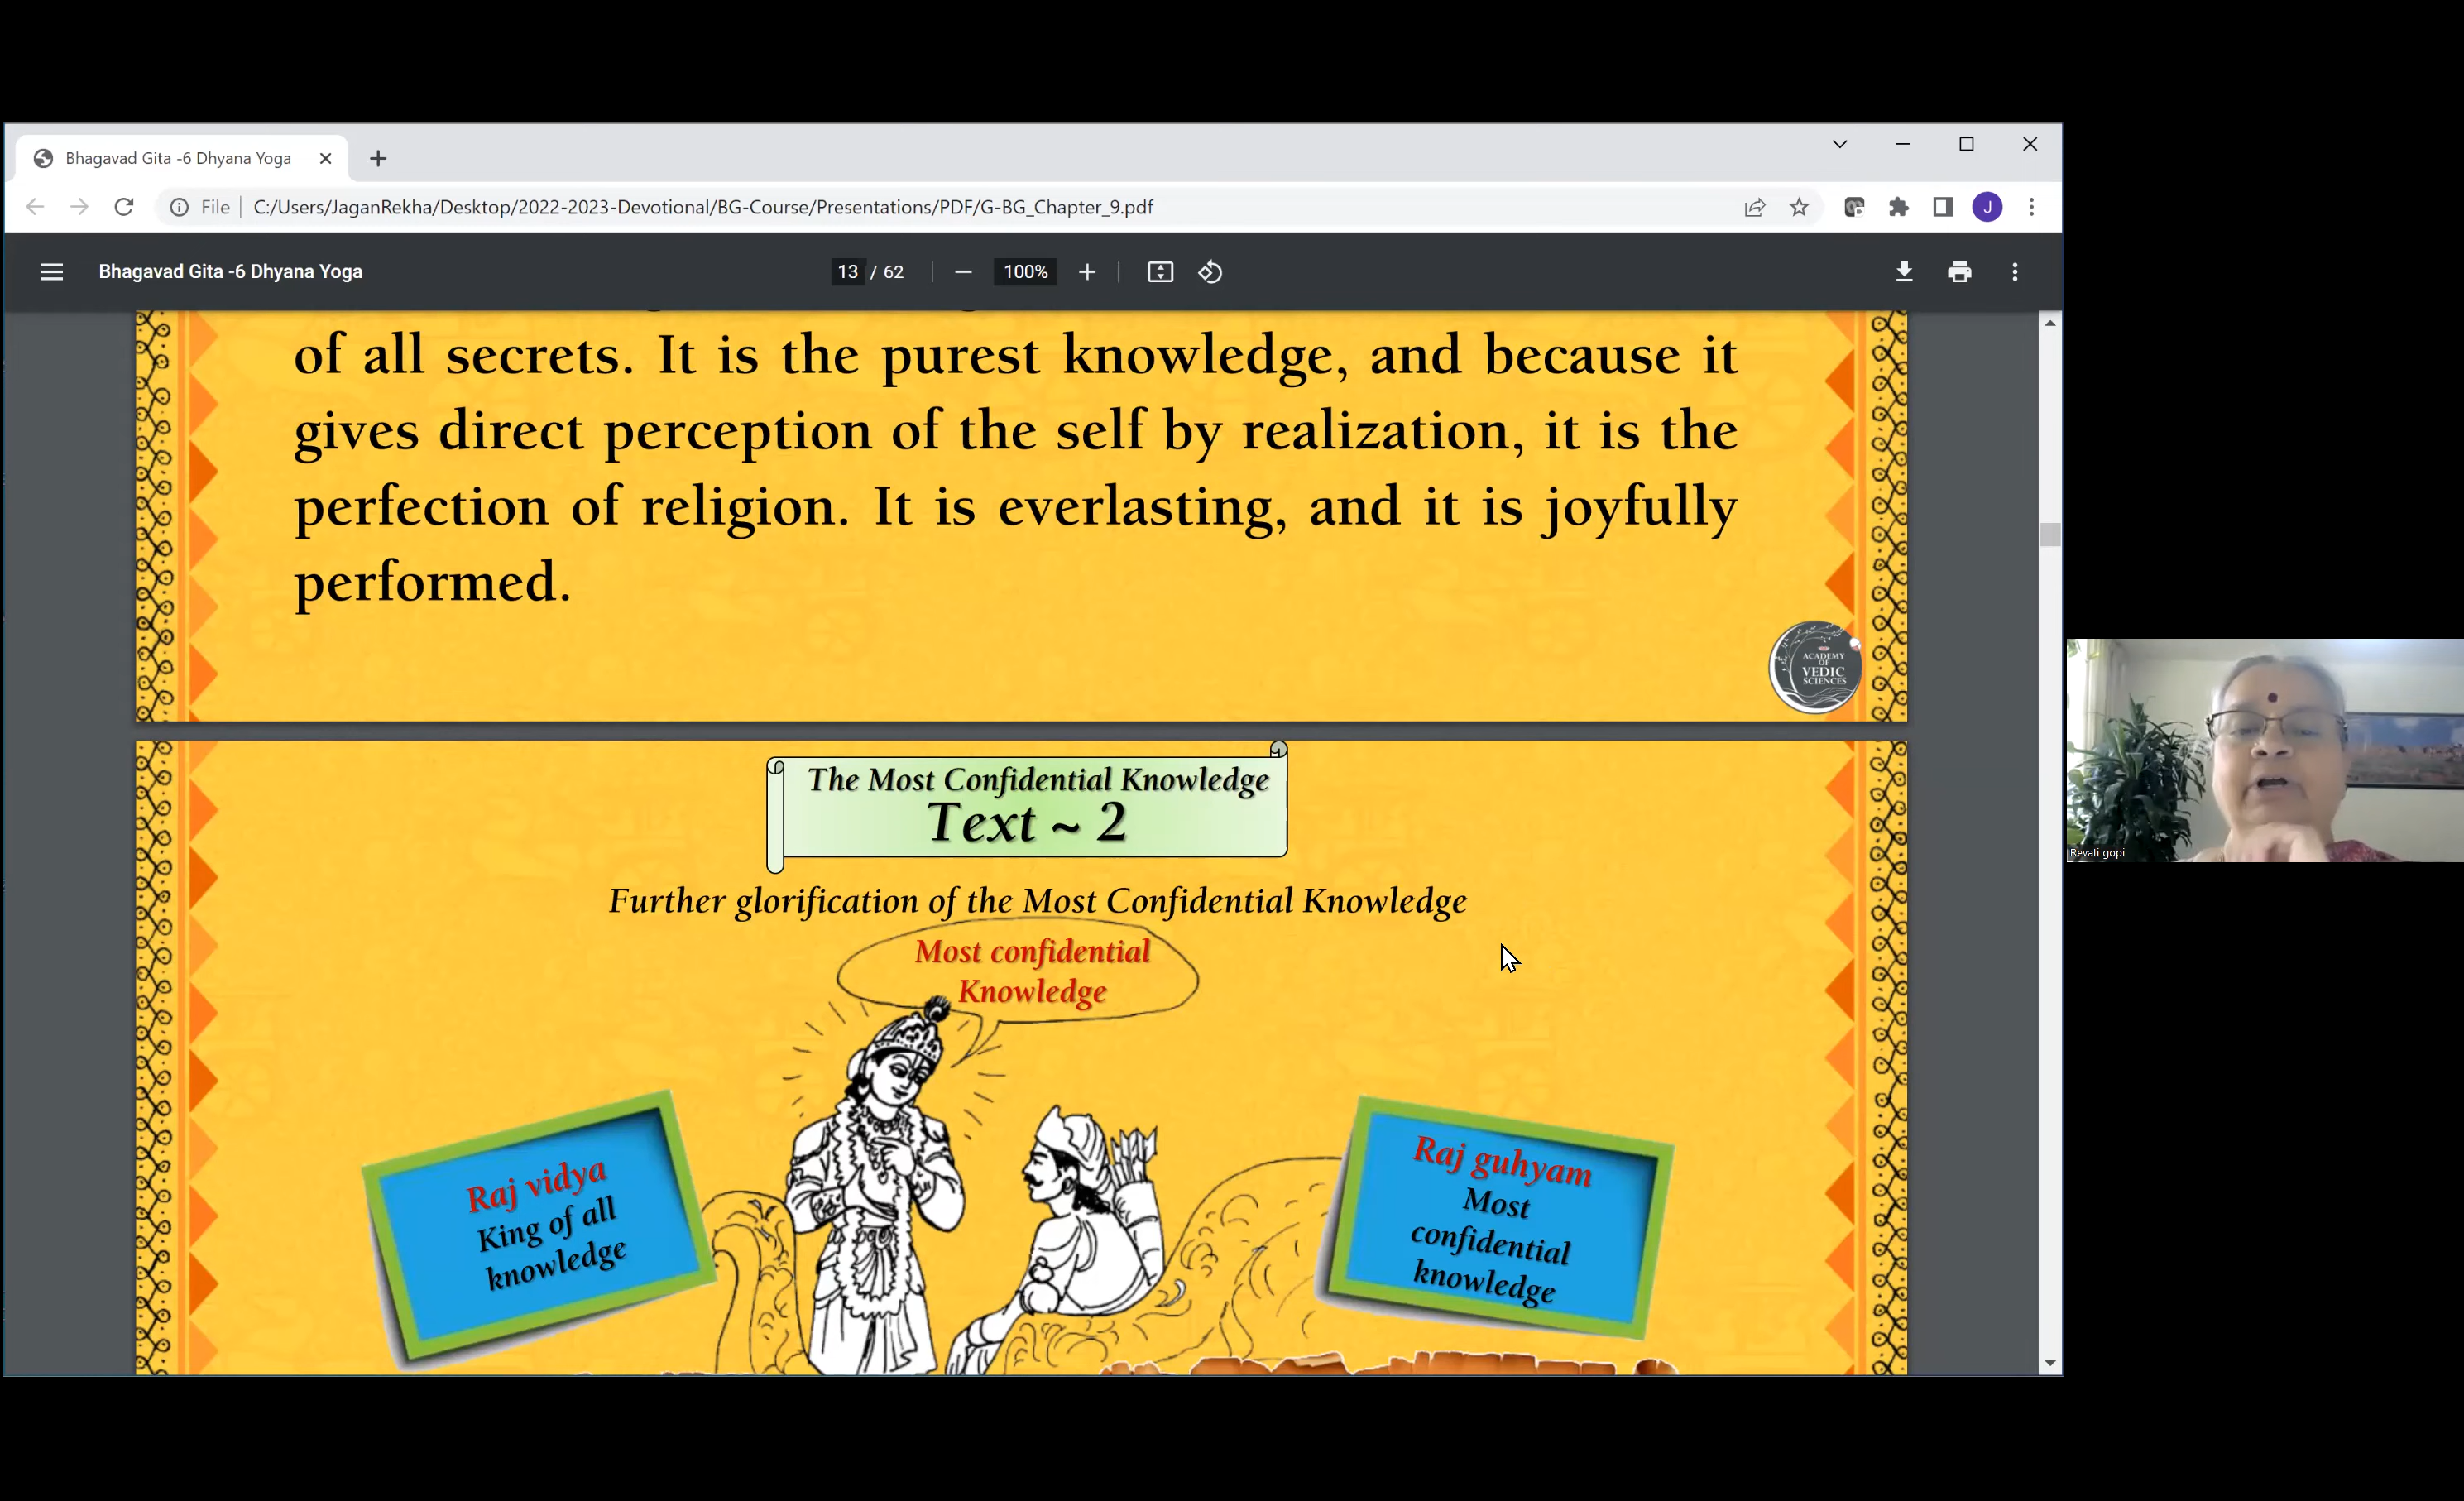 Bhagavad Gita -6 Dhyana Yoga
File
C:/Users/JaganRekha/Desktop/2022-2023-Devotional/BG-Course/Presentations/PDF/G-BG_Chapter_9.pdf
J
Bhagavad Gita -6 Dhyana Yoga
13 / 62
100%
of all secrets. It is the purest knowledge, and because it
gives direct perception of the self by realization, it is the
perfection of religion. It is everlasting, and it is joyfully
performed.
ACADEMY
OF
VEDIC
SCIENCES
Revati gopi
The Most Confidential Knowledge
Text ~ 2
Further glorification of the Most Confidential Knowledge
Most confidential
Knowledge
Raj vidya
King of all
knowledge
Raj guhyam
Most
confidential
knowledge